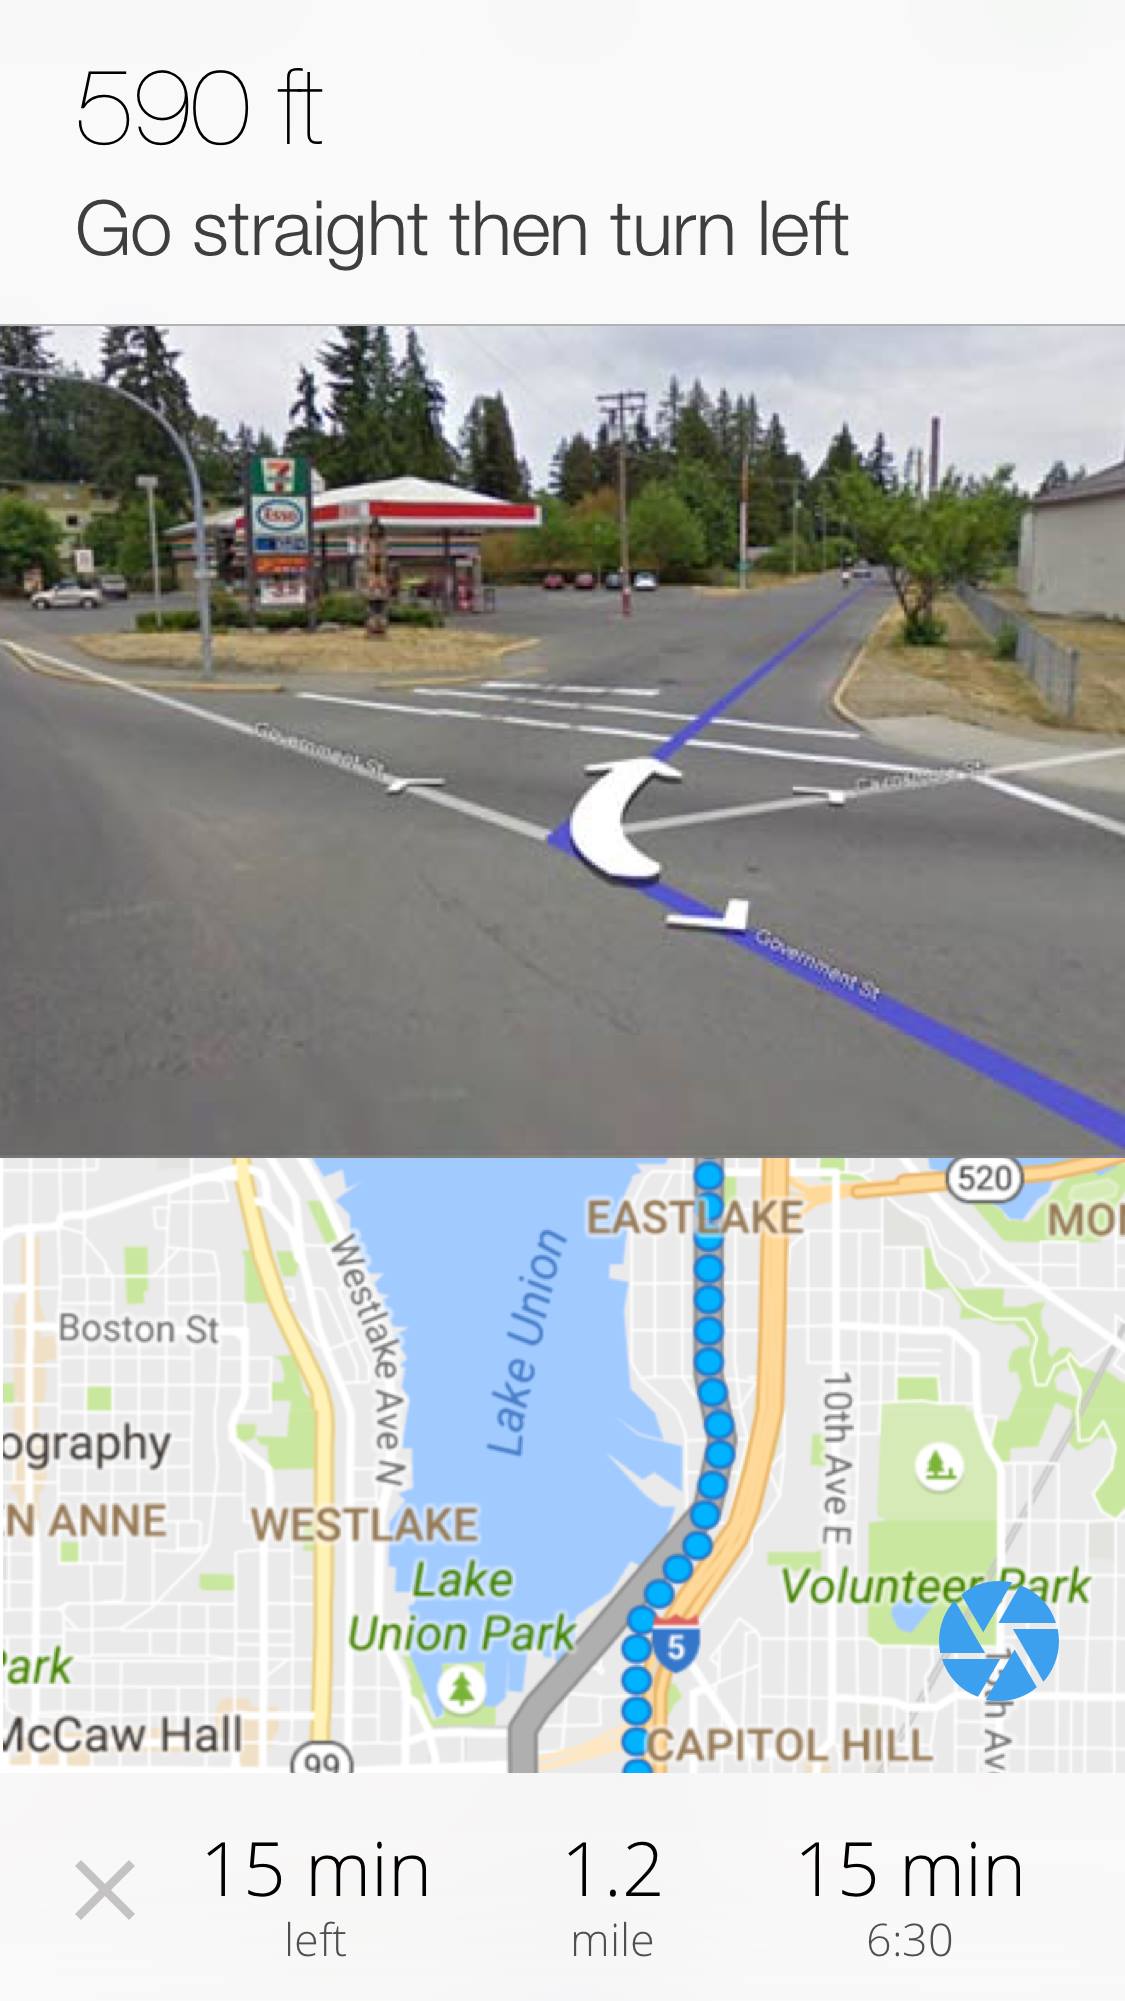 590 ft
Go straight then turn left
7
Esso
Government St
Government St
520
EASTLAKE
MO
Westlake Ave N
Lake Union
Boston St
10th Ave E
ography
N ANNE
WESTLAKE
Lake
Union Park
Volunteer Park
5
ark
McCaw Hall
CAPITOL HILL
99
15 min
1.2
15 min
left
mile
6:30